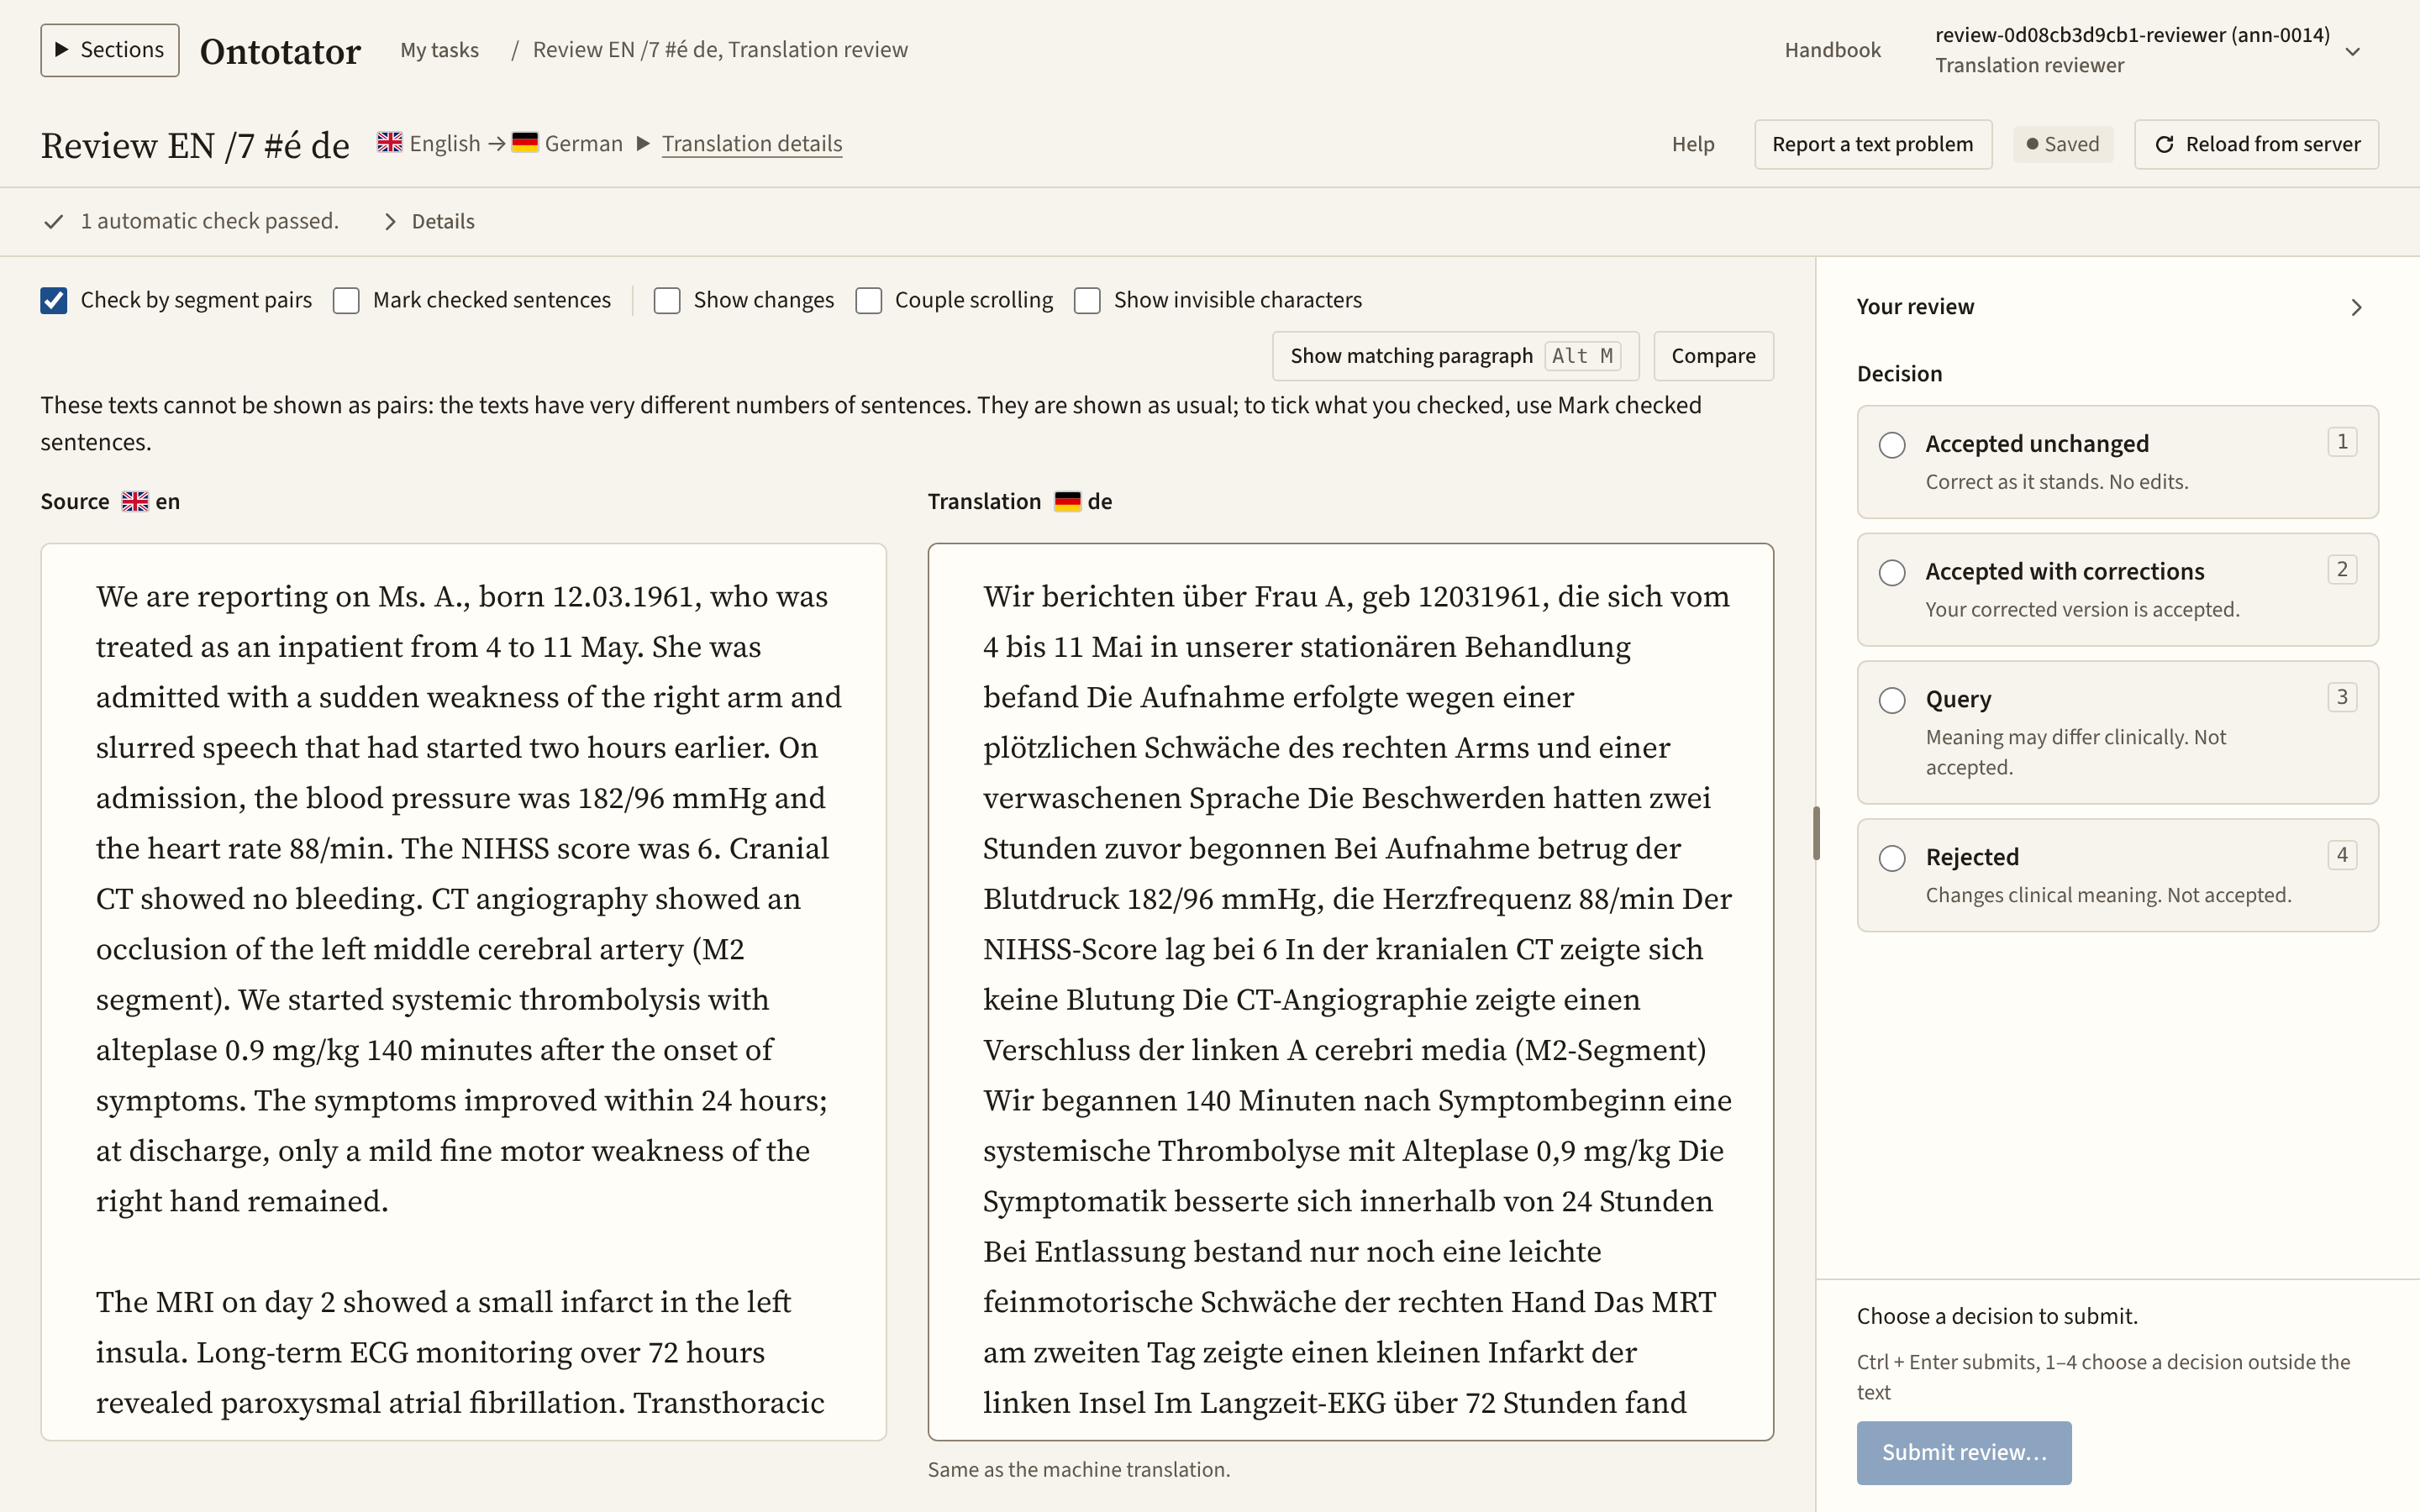 Sections
Ontotator
My tasks / Review EN /7 #é de, Translation review
Handbook
review-0d08cb3d9cb1-reviewer (ann-0014)
Translation reviewer
Review EN /7 #é de
English → German
Translation details
Help
Report a text problem
Saved
Reload from server
1 automatic check passed.
Details
Check by segment pairs
Mark checked sentences
Show changes
Couple scrolling
Show invisible characters
Show matching paragraph Alt M
Compare
These texts cannot be shown as pairs: the texts have very different numbers of sentences. They are shown as usual; to tick what you checked, use Mark checked
sentences.
Source en
We are reporting on Ms. A., born 12.03.1961, who was
treated as an inpatient from 4 to 11 May. She was
admitted with a sudden weakness of the right arm and
slurred speech that had started two hours earlier. On
admission, the blood pressure was 182/96 mmHg and
the heart rate 88/min. The NIHSS score was 6. Cranial
CT showed no bleeding. CT angiography showed an
occlusion of the left middle cerebral artery (M2
segment). We started systemic thrombolysis with
alteplase 0.9 mg/kg 140 minutes after the onset of
symptoms. The symptoms improved within 24 hours;
at discharge, only a mild fine motor weakness of the
right hand remained.
The MRI on day 2 showed a small infarct in the left
insula. Long-term ECG monitoring over 72 hours
revealed paroxysmal atrial fibrillation. Transthoracic
Translation de
Wir berichten über Frau A, geb 12031961, die sich vom
4 bis 11 Mai in unserer stationären Behandlung
befand Die Aufnahme erfolgte wegen einer
plötzlichen Schwäche des rechten Arms und einer
verwaschenen Sprache Die Beschwerden hatten zwei
Stunden zuvor begonnen Bei Aufnahme betrug der
Blutdruck 182/96 mmHg, die Herzfrequenz 88/min Der
NIHSS-Score lag bei 6 In der kranialen CT zeigte sich
keine Blutung Die CT-Angiographie zeigte einen
Verschluss der linken A cerebri media (M2-Segment)
Wir begannen 140 Minuten nach Symptombeginn eine
systemische Thrombolyse mit Alteplase 0,9 mg/kg Die
Symptomatik besserte sich innerhalb von 24 Stunden
Bei Entlassung bestand nur noch eine leichte
feinmotorische Schwäche der rechten Hand Das MRT
am zweiten Tag zeigte einen kleinen Infarkt der
linken Insel Im Langzeit-EKG über 72 Stunden fand
Same as the machine translation.
Your review
Decision
Accepted unchanged 1
Correct as it stands. No edits.
Accepted with corrections 2
Your corrected version is accepted.
Query 3
Meaning may differ clinically. Not
accepted.
Rejected 4
Changes clinical meaning. Not accepted.
Choose a decision to submit.
Ctrl + Enter submits, 1–4 choose a decision outside the
text
Submit review…